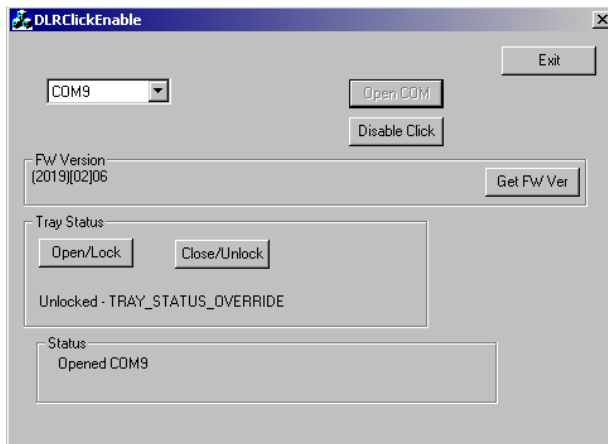 DLRClickEnable
Exit
COM9
Open COM
Disable Click
FW Version
(2019)[02]06
Get FW Ver
Tray Status
Open/Lock
Close/Unlock
Unlocked - TRAY_STATUS_OVERRIDE
Status
Opened COM9